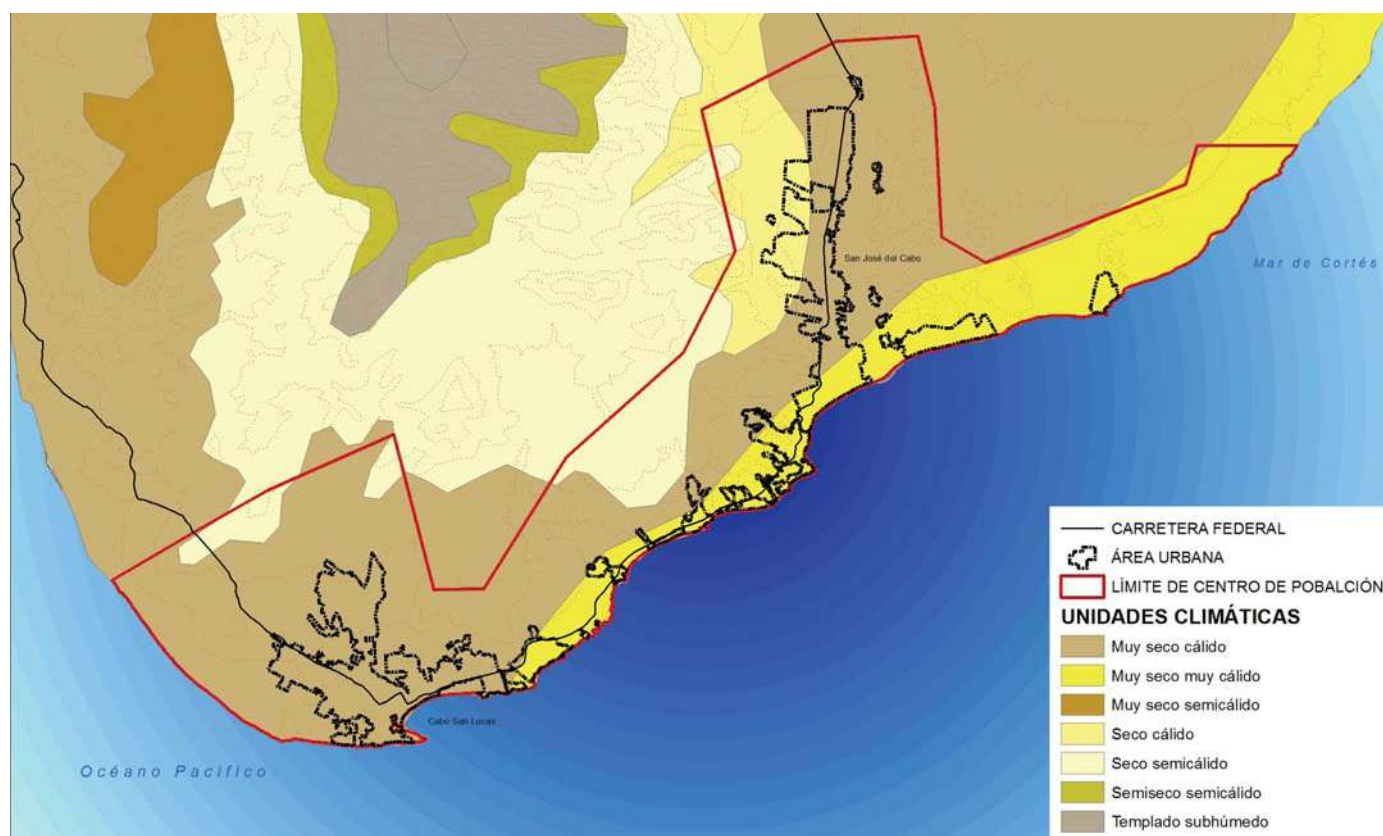 San José del Cabo
Mar de Cortés
Cabo San Lucas
Océano Pacifico
CARRETERA FEDERAL
ÁREA URBANA
LÍMITE DE CENTRO DE POBALCIÓN
UNIDADES CLIMÁTICAS
Muy seco cálido
Muy seco muy cálido
Muy seco semicálido
Seco cálido
Seco semicálido
Semiseco semicálido
Templado subhúmedo